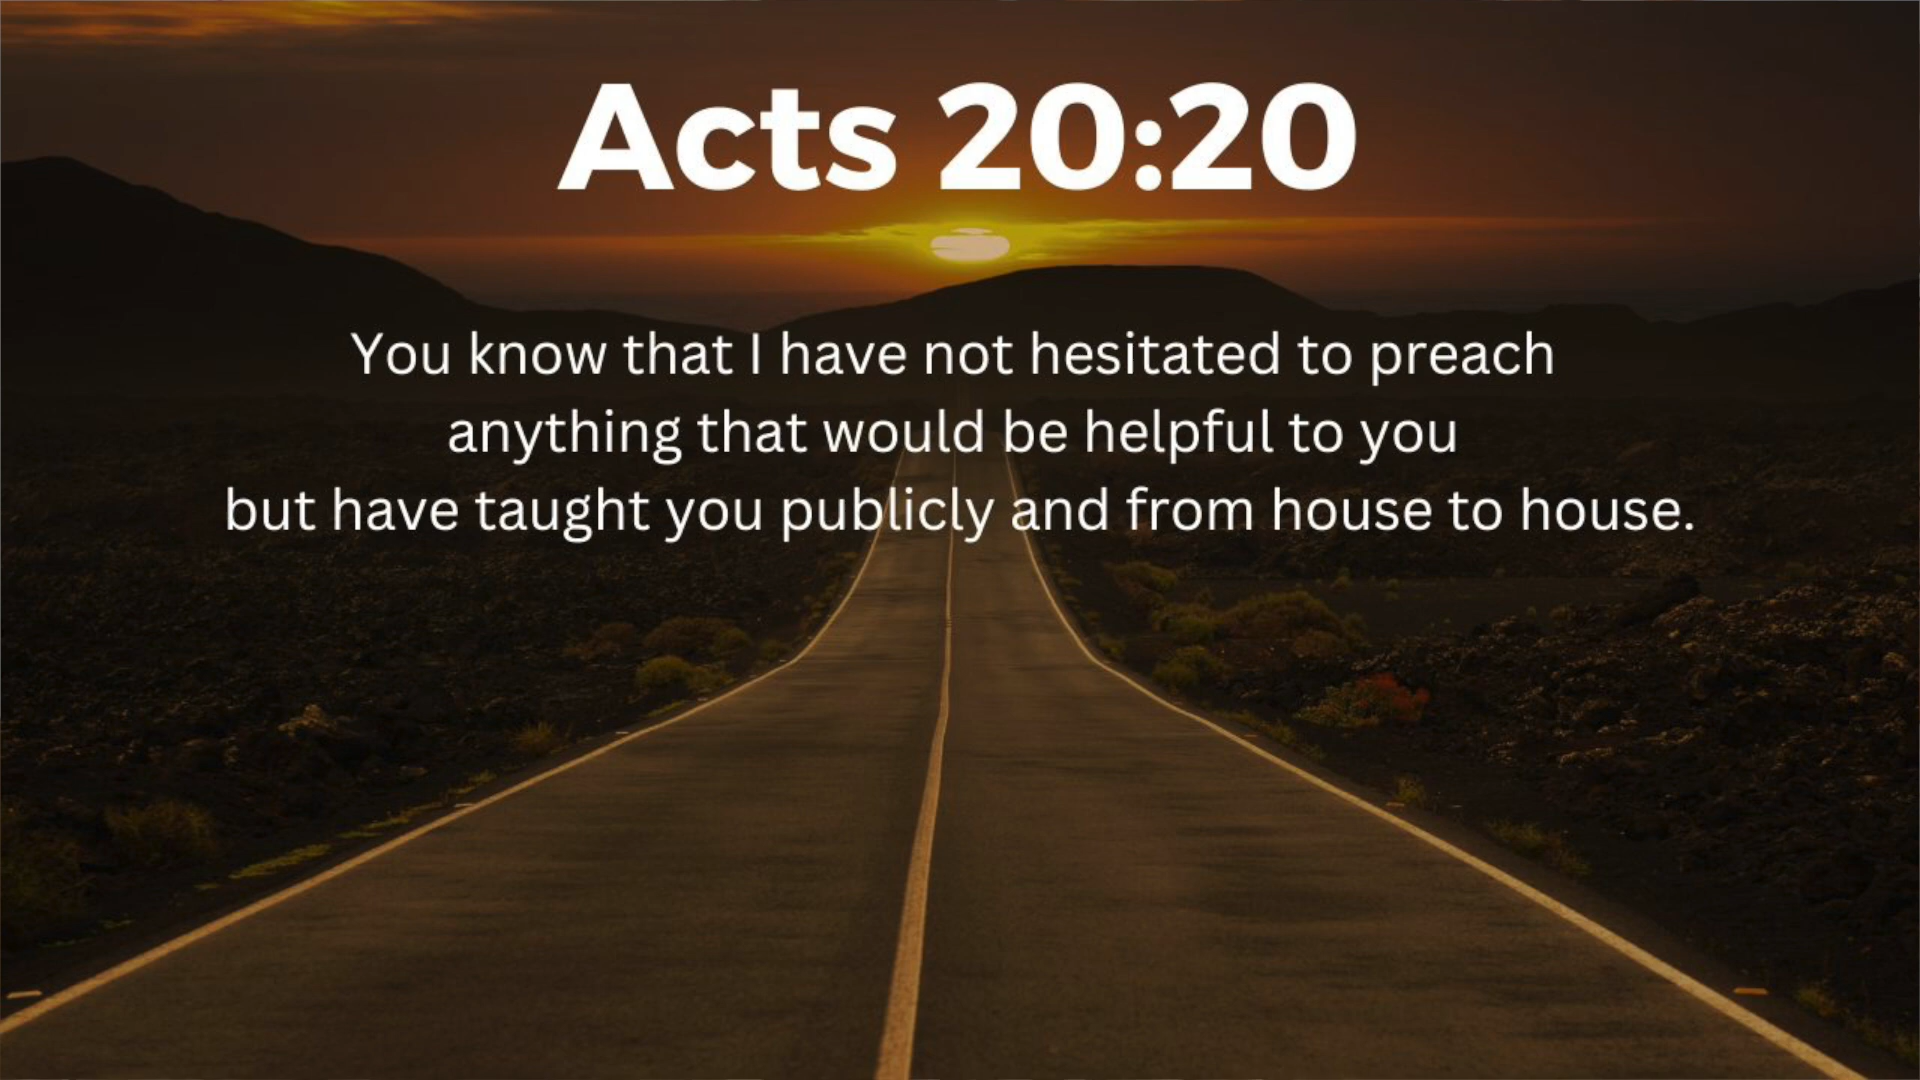 Acts 20:20
You know that I have not hesitated to preach
anything that would be helpful to you
but have taught you publicly and from house to house.